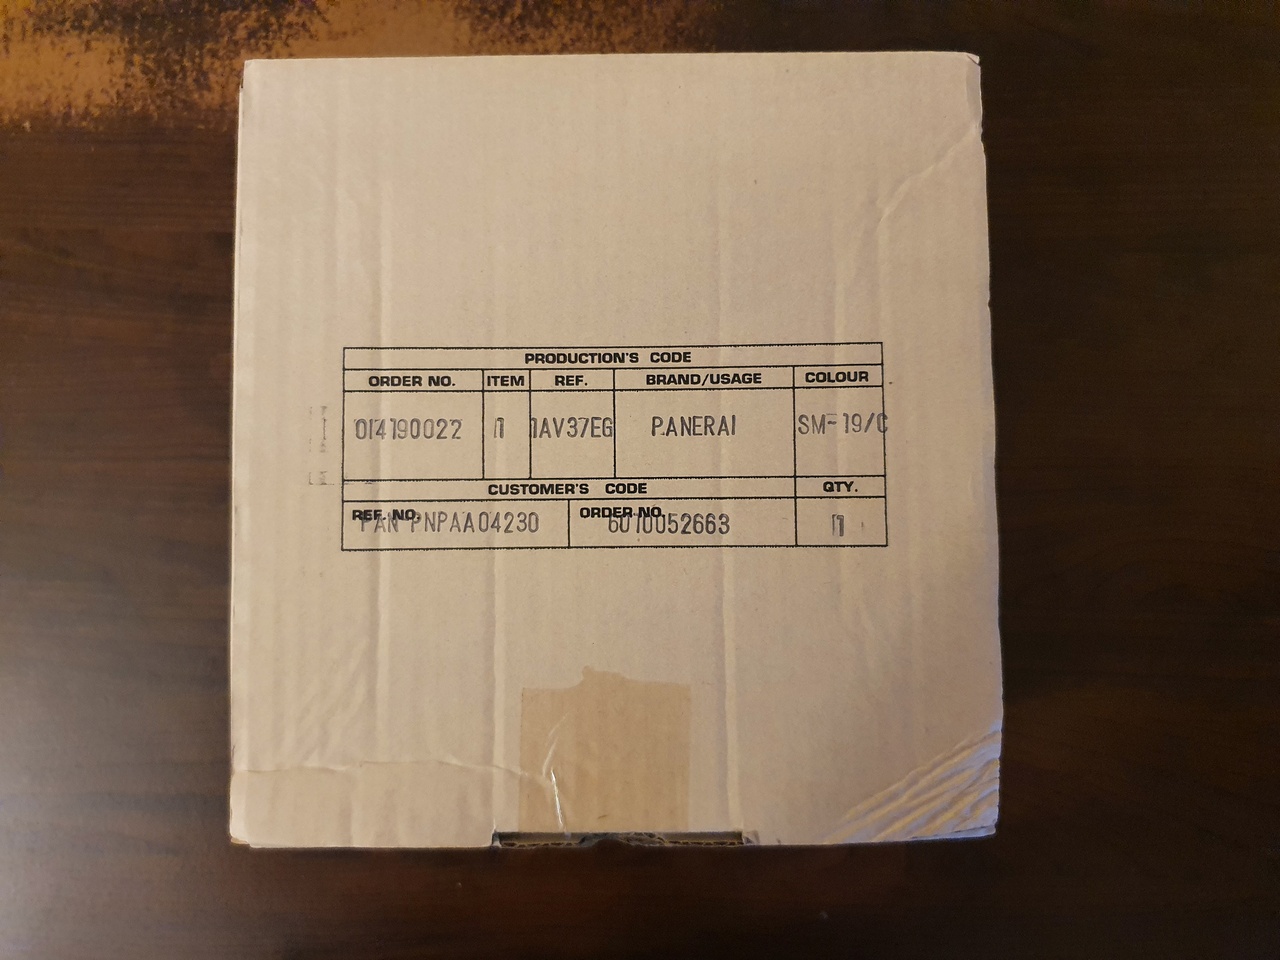 PRODUCTION'S CODE
ORDER NO. ITEM REF. BRAND/USAGE COLOUR
014190022 1 1AV37EG PANERAI SM-19/C
CUSTOMER'S CODE QTY.
REF. NO. ORDER NO.
PAN PNPAA04230 6010052663 1